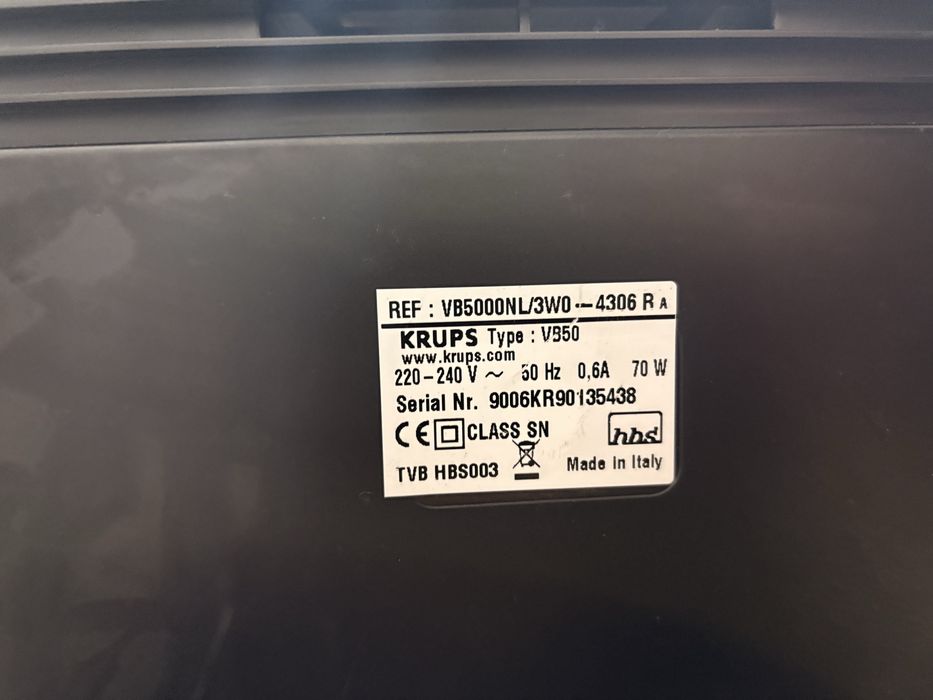 REF : VB5000NL/3W0 - 4306 R A
KRUPS Type : VB50
www.krups.com
220-240 V ~ 50 Hz 0,6A 70 W
Serial Nr. 9006KR90135438
CE CLASS SN hbs
TVB HBS003 Made in Italy